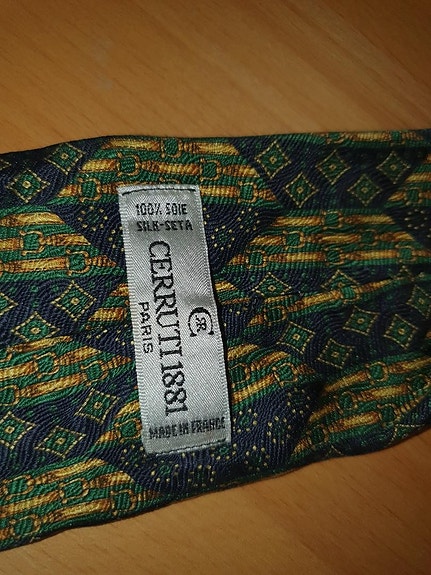 100% SOIE
SILK-SETA
CERRUTI 1881
PARIS
MADE IN FRANCE